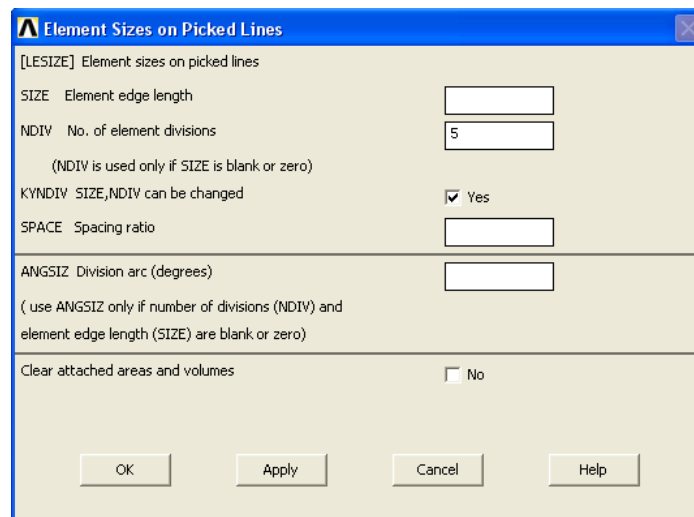 Element Sizes on Picked Lines
[LESIZE] Element sizes on picked lines
SIZE Element edge length
NDIV No. of element divisions 5
(NDIV is used only if SIZE is blank or zero)
KYNDIV SIZE,NDIV can be changed Yes
SPACE Spacing ratio
ANGSIZ Division arc (degrees)
( use ANGSIZ only if number of divisions (NDIV) and
element edge length (SIZE) are blank or zero)
Clear attached areas and volumes No
OK Apply Cancel Help